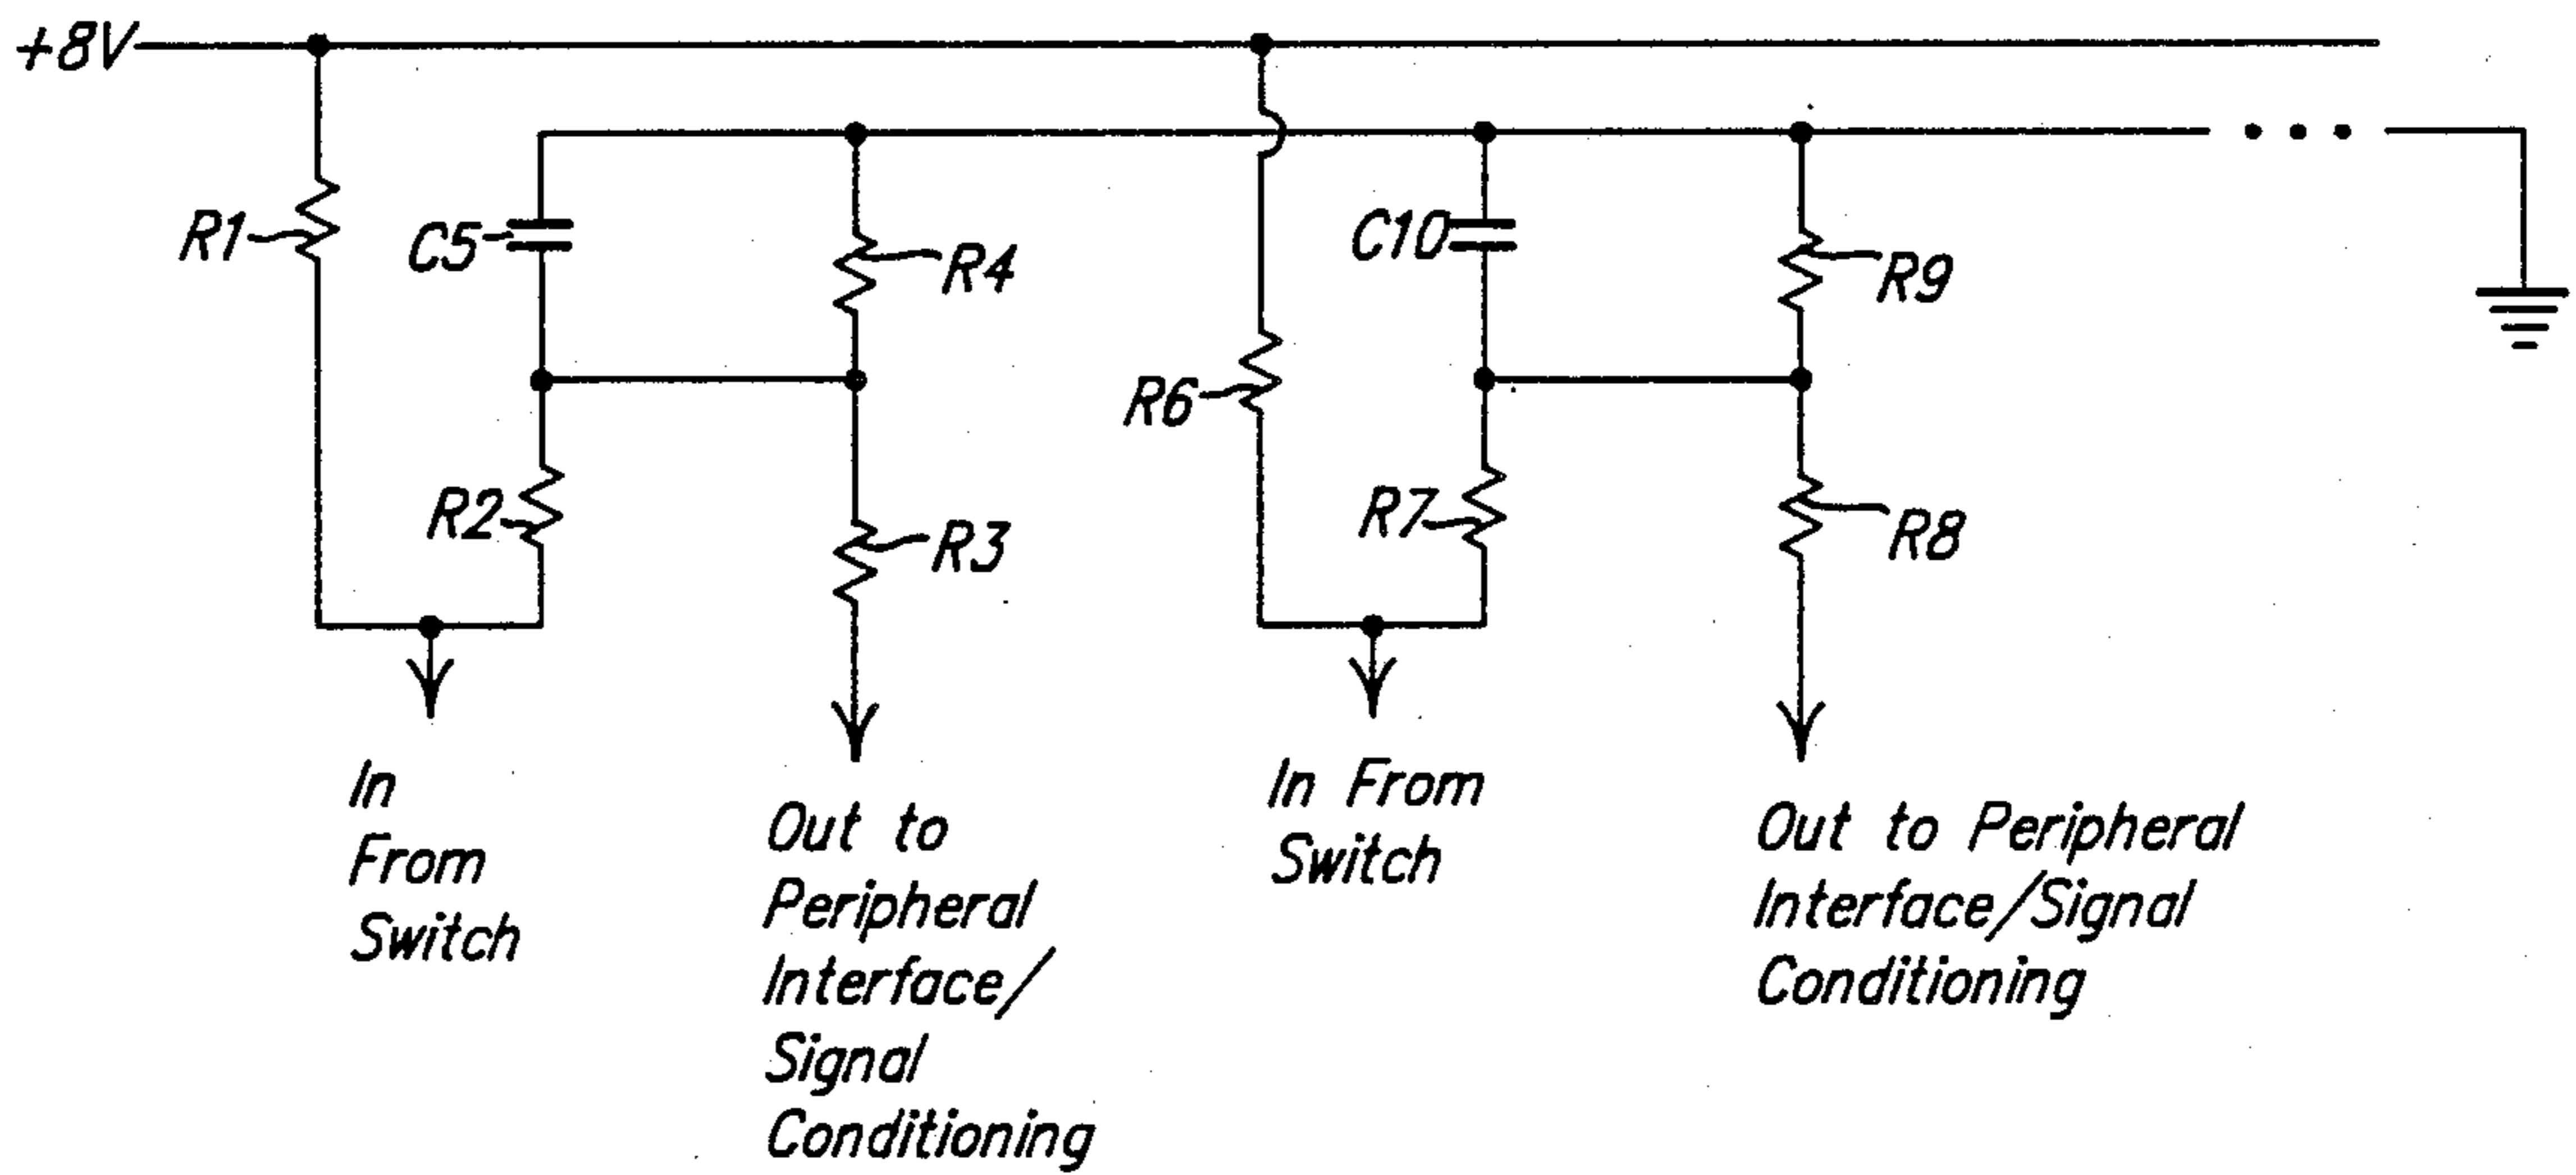 +8V
R1
C5
R4
R2
R3
R6
C10
R9
R7
R8
In
From
Switch
Out to
Peripheral
Interface/
Signal
Conditioning
In From
Switch
Out to Peripheral
Interface/Signal
Conditioning